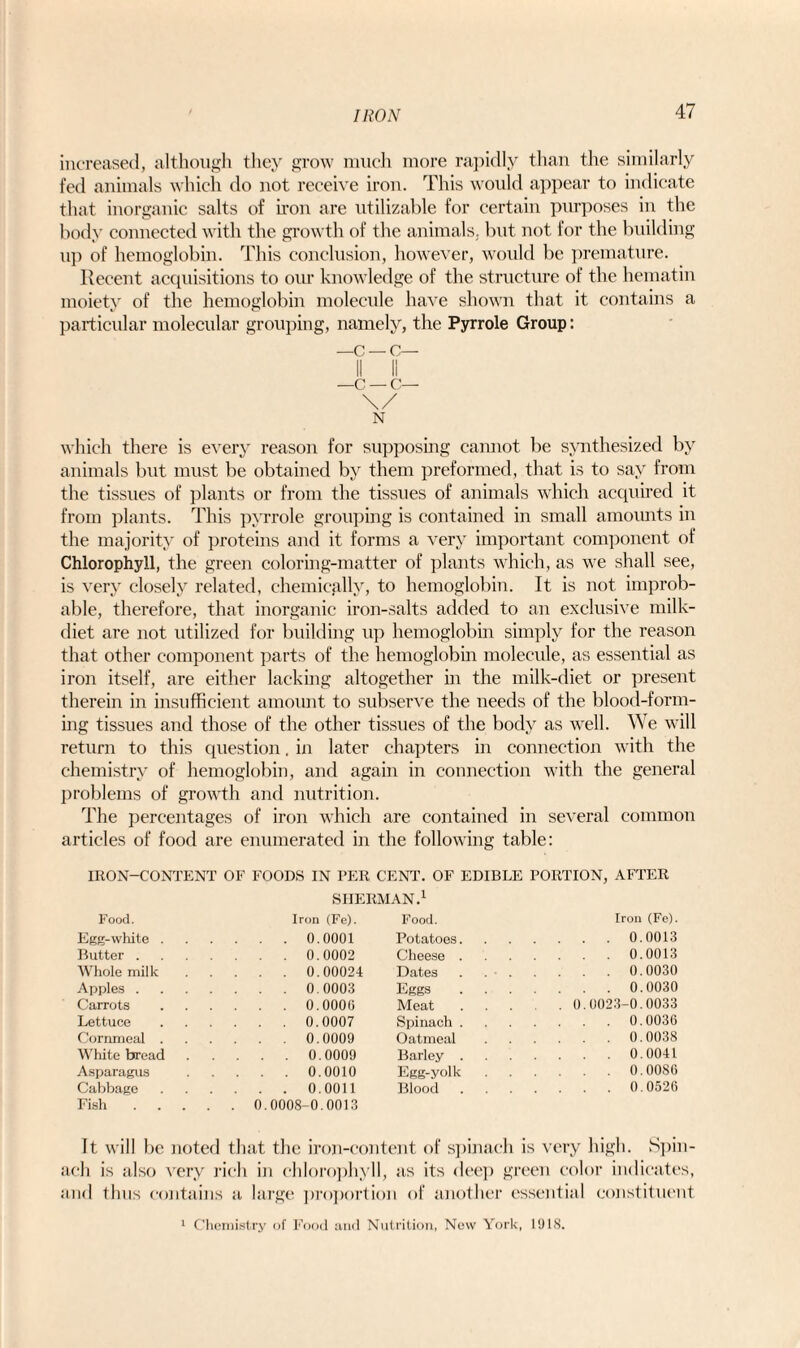 IRON 47
increased, although they grow much more rapidly than the similarly
fed animals which do not receive iron. This would appear to indicate
that inorganic salts of iron are utilizable for certain purposes in the
body connected with the growth of the animals, but not for the building
up of hemoglobin. This conclusion, however, would be premature.
Recent acquisitions to our knowledge of the structure of the hematin
moiety of the hemoglobin molecule have shown that it contains a
particular molecular grouping, namely, the Pyrrole Group:
—C — C—
|| ||
—C — C—
\/
N
which there is every reason for supposing cannot be synthesized by
animals but must be obtained by them preformed, that is to say from
the tissues of plants or from the tissues of animals which acquired it
from plants. This pyrrole grouping is contained in small amounts in
the majority of proteins and it forms a very important component of
Chlorophyll, the green coloring-matter of plants which, as we shall see,
is very closely related, chemically, to hemoglobin. It is not improb-
able, therefore, that inorganic iron-salts added to an exclusive milk-
diet are not utilized for building up hemoglobin simply for the reason
that other component parts of the hemoglobin molecule, as essential as
iron itself, are either lacking altogether in the milk-diet or present
therein in insufficient amount to subserve the needs of the blood-form-
ing tissues and those of the other tissues of the body as well. We will
return to this question in later chapters in connection with the
chemistry of hemoglobin, and again in connection with the general
problems of growth and nutrition.
The percentages of iron which are contained in several common
articles of food are enumerated in the following table:
IRON-CONTENT OF FOODS IN PER CENT. OF EDIBLE PORTION, AFTER
SHERMAN.¹
Food. Iron (Fe). Food. Iron (Fe).
Egg-white . . . . . . . 0.0001 Potatoes. . . . . . . . 0.0013
Butter . . . . . . . . 0.0002 Cheese . . . . . . . . 0.0013
Whole milk . . . . . 0.00024 Dates . . . . . . . . 0.0030
Apples . . . . . . . . 0.0003 Eggs . . . . . . . 0.0030
Carrots . . . . . . 0.0006 Meat . . . . . 0.0023-0.0033
Lettuce . . . . . . 0.0007 Spinach . . . . . . . . 0.0036
Cornmeal . . . . . . . 0.0009 Oatmeal . . . . . . 0.0038
White bread . . . . . 0.0009 Barley . . . . . . . . 0.0041
Asparagus . . . . . 0.0010 Egg-yolk . . . . . . 0.0086
Cabbage . . . . . . 0.0011 Blood . . . . . . . . 0.0526
Fish . . . . . 0.0008-0.0013
It will be noted that the iron-content of spinach is very high. Spin-
ach is also very rich in chlorophyll, as its deep green color indicates,
and thus contains a large proportion of another essential constituent
¹ Chemistry of Food and Nutrition, New York, 1918.